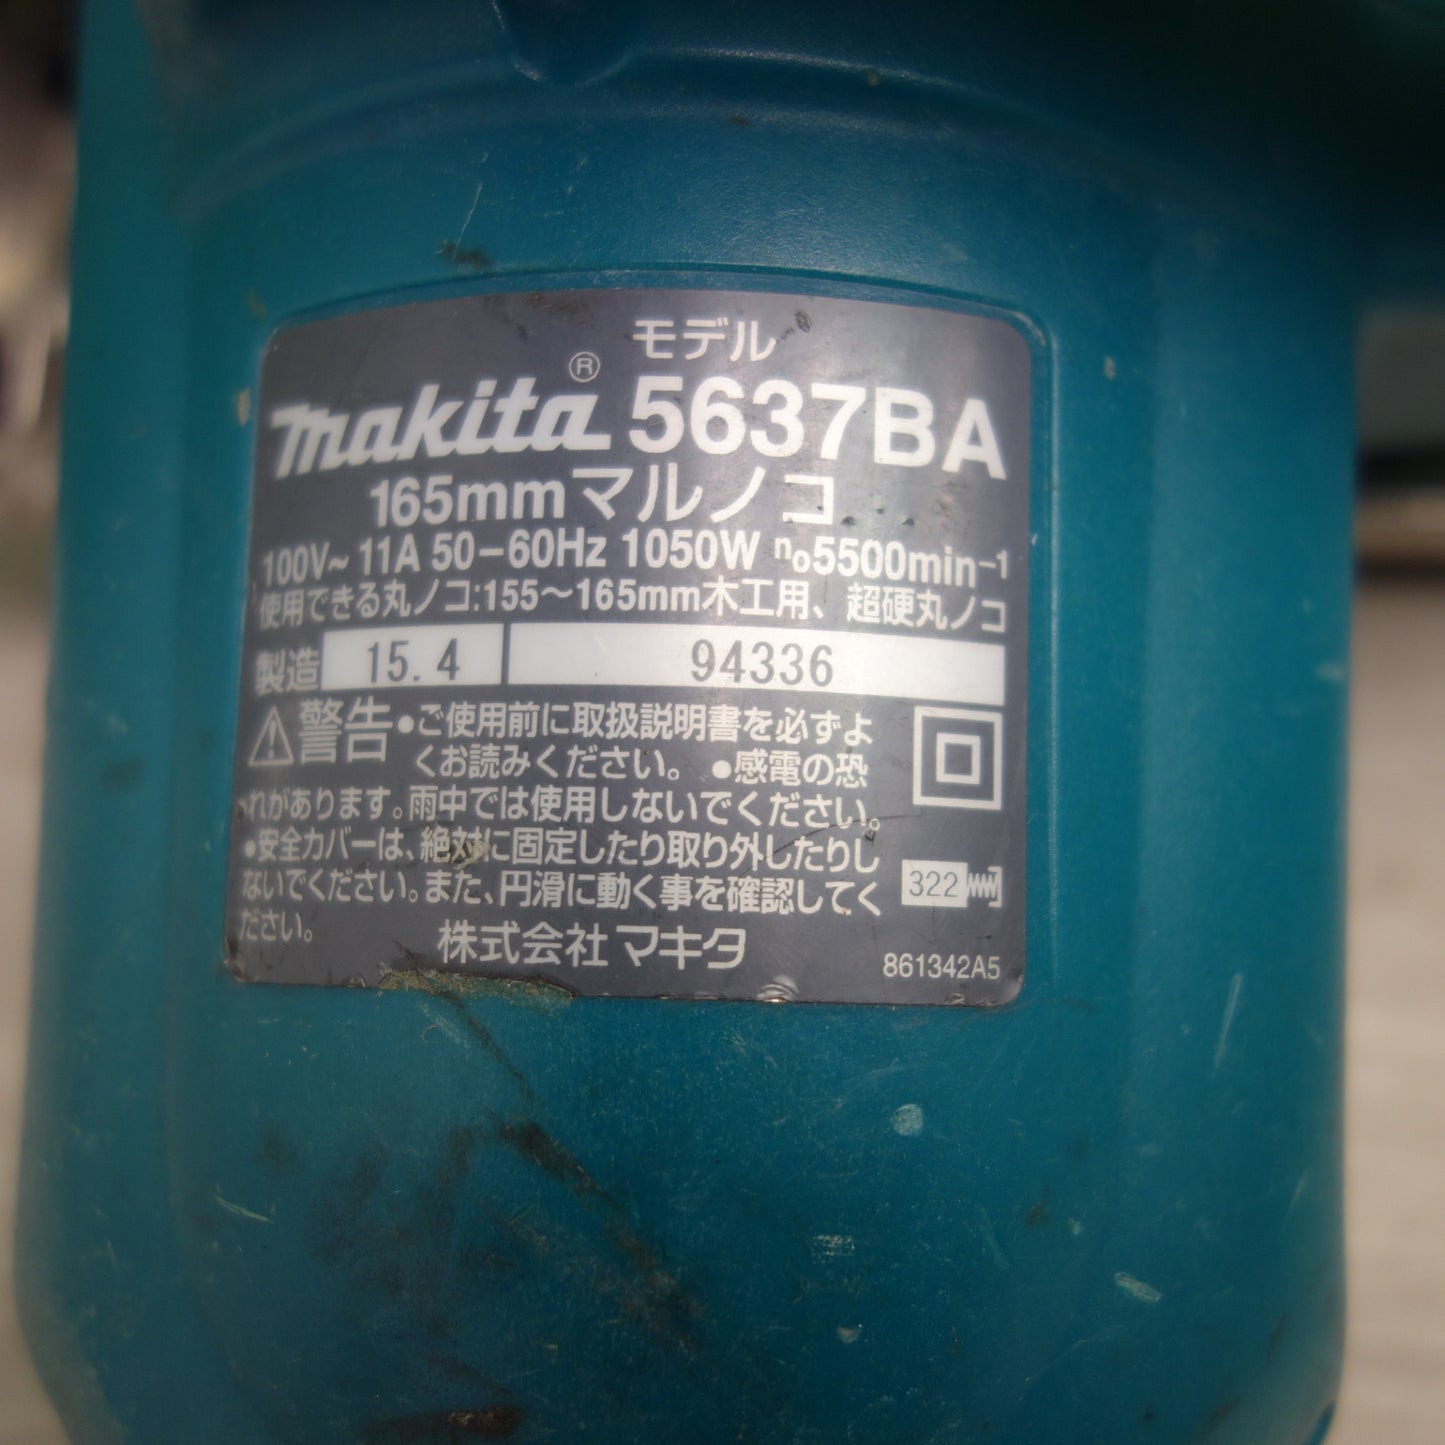 モデル
makita® 5637BA
165mmマルノコ
100V～ 11A 50－60Hz 1050W n₀5500min⁻¹
使用できる丸ノコ:155～165mm木工用、超硬丸ノコ
製造 15.4 94336
⚠警告 ●ご使用前に取扱説明書を必ずよ
くお読みください。 ●感電の恐
れがあります。雨中では使用しないでください。
●安全カバーは、絶対に固定したり取り外したりし
ないでください。また、円滑に動く事を確認してく
ださい。
322
株式会社 マキタ
861342A5